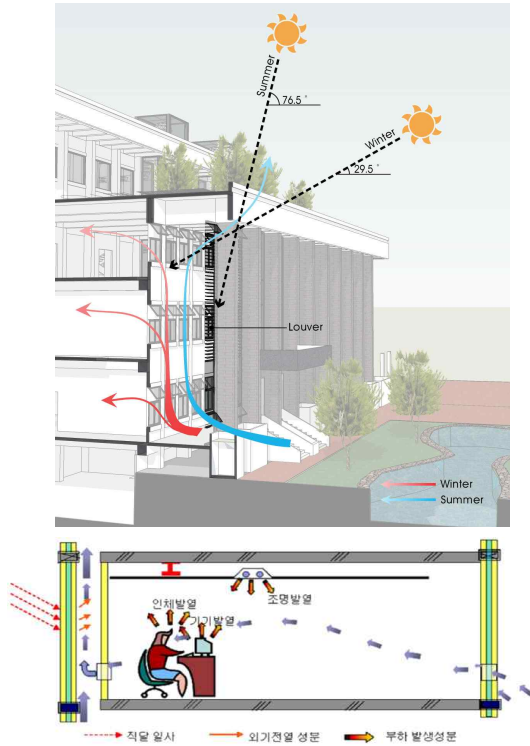 Summer
76.5 °
Winter
29.5 °
Louver
Winter
Summer
인체발열
기기발열
조명발열
직달 일사
외기전열 성분
부하 발생성분